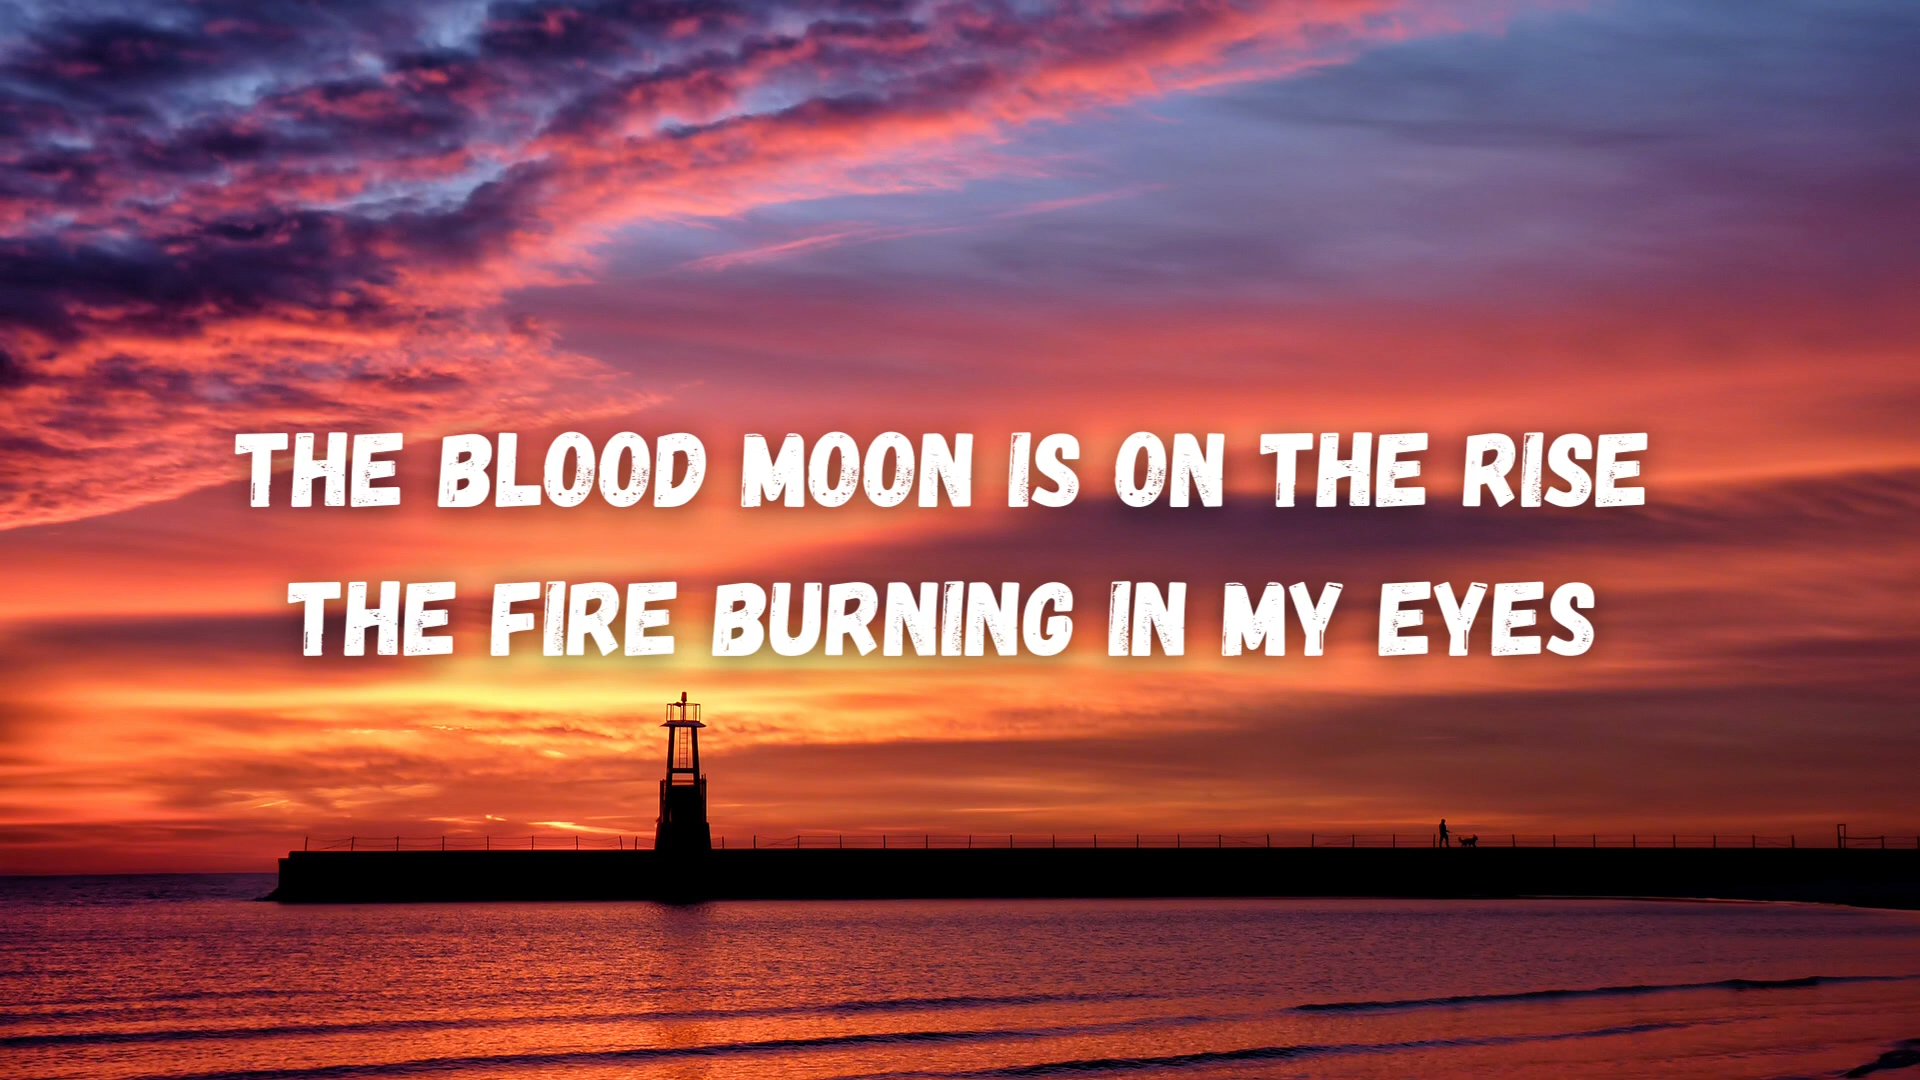 THE BLOOD MOON IS ON THE RISE
THE FIRE BURNING IN MY EYES